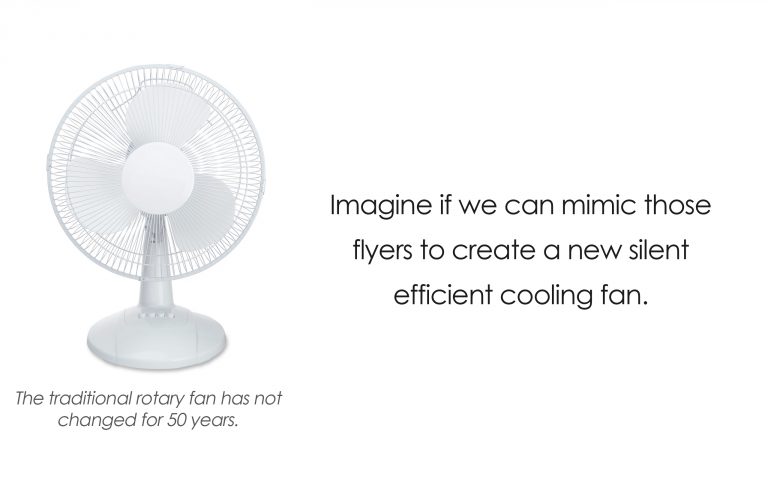 Imagine if we can mimic those
flyers to create a new silent
efficient cooling fan.
The traditional rotary fan has not
changed for 50 years.